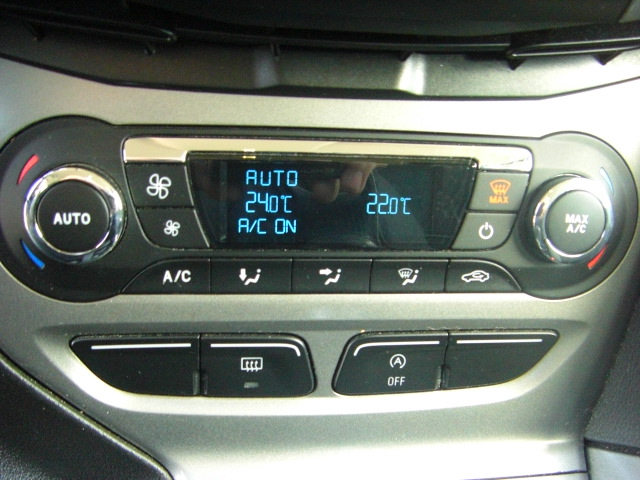 AUTO
24.0°C 22.0°C
A/C ON
AUTO
MAX
MAX
A/C
A/C
OFF